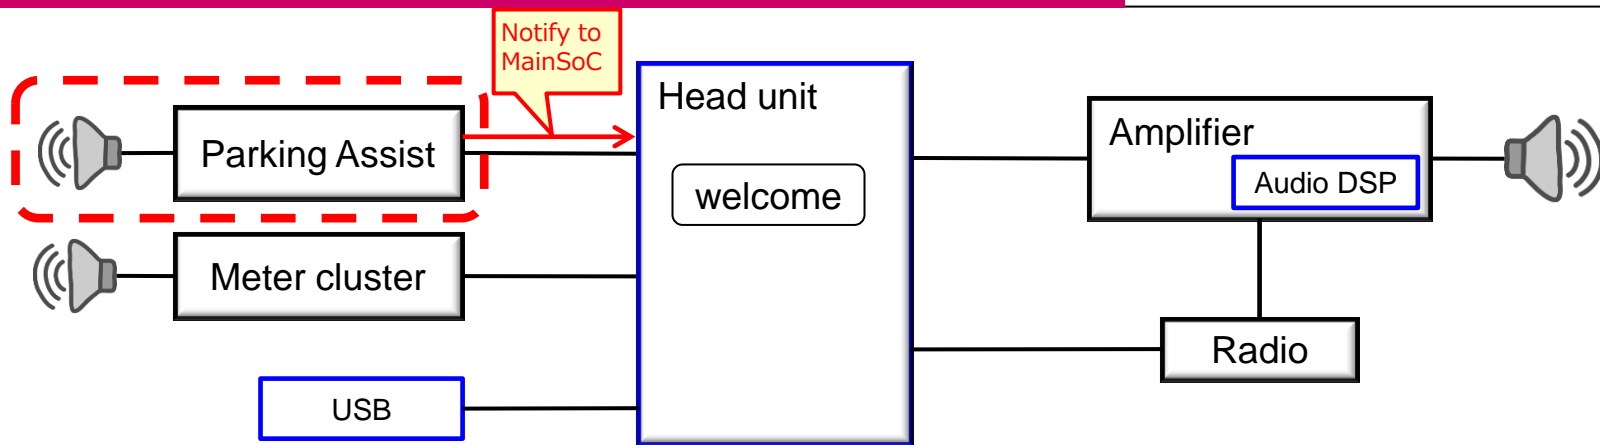 Notify to
MainSoC
Head unit
Parking Assist
welcome
Amplifier
Audio DSP
Meter cluster
Radio
USB